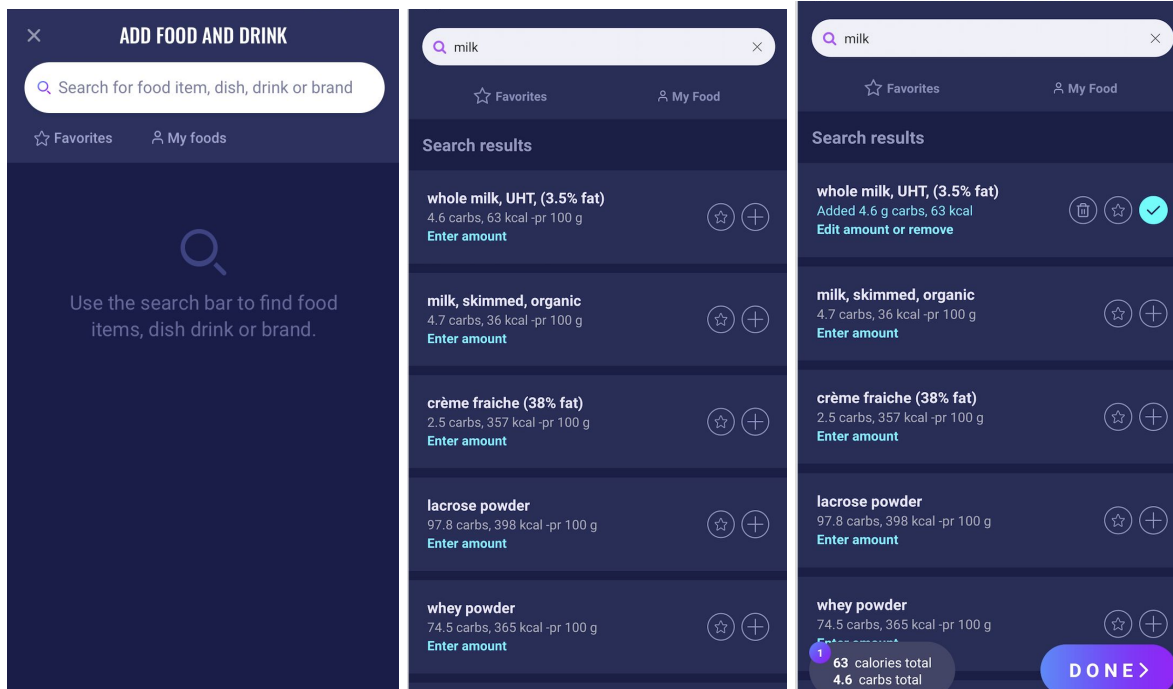 ADD FOOD AND DRINK
Search for food item, dish, drink or brand
Favorites
My foods
Use the search bar to find food
items, dish drink or brand.
milk
Favorites
My Food
Search results
whole milk, UHT, (3.5% fat)
4.6 carbs, 63 kcal -pr 100 g
Enter amount
milk, skimmed, organic
4.7 carbs, 36 kcal -pr 100 g
Enter amount
crème fraiche (38% fat)
2.5 carbs, 357 kcal -pr 100 g
Enter amount
lacrose powder
97.8 carbs, 398 kcal -pr 100 g
Enter amount
whey powder
74.5 carbs, 365 kcal -pr 100 g
Enter amount
milk
Favorites
My Food
Search results
whole milk, UHT, (3.5% fat)
Added 4.6 g carbs, 63 kcal
Edit amount or remove
milk, skimmed, organic
4.7 carbs, 36 kcal -pr 100 g
Enter amount
crème fraiche (38% fat)
2.5 carbs, 357 kcal -pr 100 g
Enter amount
lacrose powder
97.8 carbs, 398 kcal -pr 100 g
Enter amount
whey powder
74.5 carbs, 365 kcal -pr 100 g
Enter amount
1
63 calories total
4.6 carbs total
DONE>